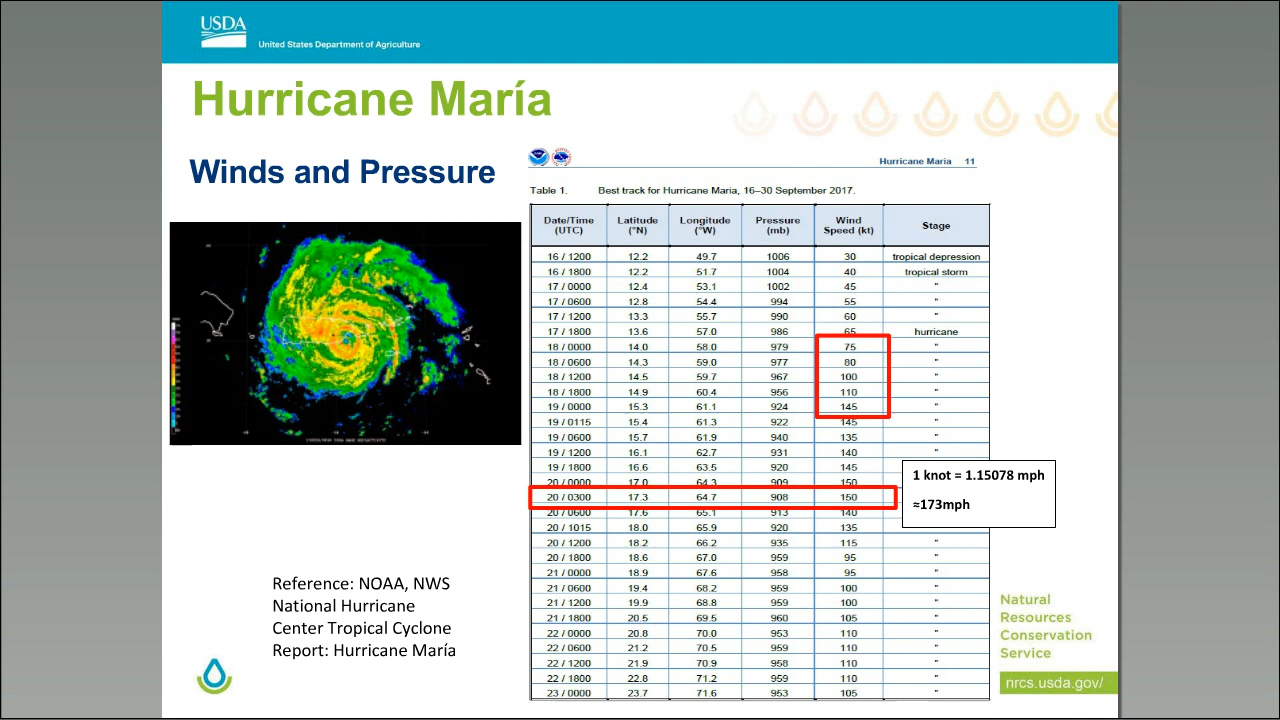 USDA
United States Department of Agriculture
Hurricane María
Winds and Pressure
Hurricane Maria 11
Table 1. Best track for Hurricane Maria, 16–30 September 2017.
Date/Time (UTC) Latitude (°N) Longitude (°W) Pressure (mb) Wind Speed (kt) Stage
16 / 1200 12.2 49.7 1006 30 tropical depression
16 / 1800 12.2 51.7 1004 40 tropical storm
17 / 0000 12.4 53.1 1002 45 "
17 / 0600 12.8 54.4 994 55 "
17 / 1200 13.3 55.7 990 60 "
17 / 1800 13.6 57.0 986 65 hurricane
18 / 0000 14.0 58.0 979 75 "
18 / 0600 14.3 59.0 977 80 "
18 / 1200 14.5 59.7 967 100 "
18 / 1800 14.9 60.4 956 110 "
19 / 0000 15.3 61.1 924 145 "
19 / 0115 15.4 61.3 922 145 "
19 / 0600 15.7 61.9 940 135 "
19 / 1200 16.1 62.7 931 140 "
19 / 1800 16.6 63.5 920 145
20 / 0000 17.0 64.3 909 150
20 / 0300 17.3 64.7 908 150
20 / 0600 17.6 65.1 913 140
20 / 1015 18.0 65.9 920 135
20 / 1200 18.2 66.2 935 115 "
20 / 1800 18.6 67.0 959 95 "
21 / 0000 18.9 67.6 958 95 "
21 / 0600 19.4 68.2 959 100 "
21 / 1200 19.9 68.8 959 100 "
21 / 1800 20.5 69.5 960 105 "
22 / 0000 20.8 70.0 953 110 "
22 / 0600 21.2 70.5 959 110 "
22 / 1200 21.9 70.9 958 110 "
22 / 1800 22.8 71.2 959 110 "
23 / 0000 23.7 71.6 953 105 "
1 knot = 1.15078 mph
≈173mph
Reference: NOAA, NWS
National Hurricane
Center Tropical Cyclone
Report: Hurricane María
Natural
Resources
Conservation
Service
nrcs.usda.gov/